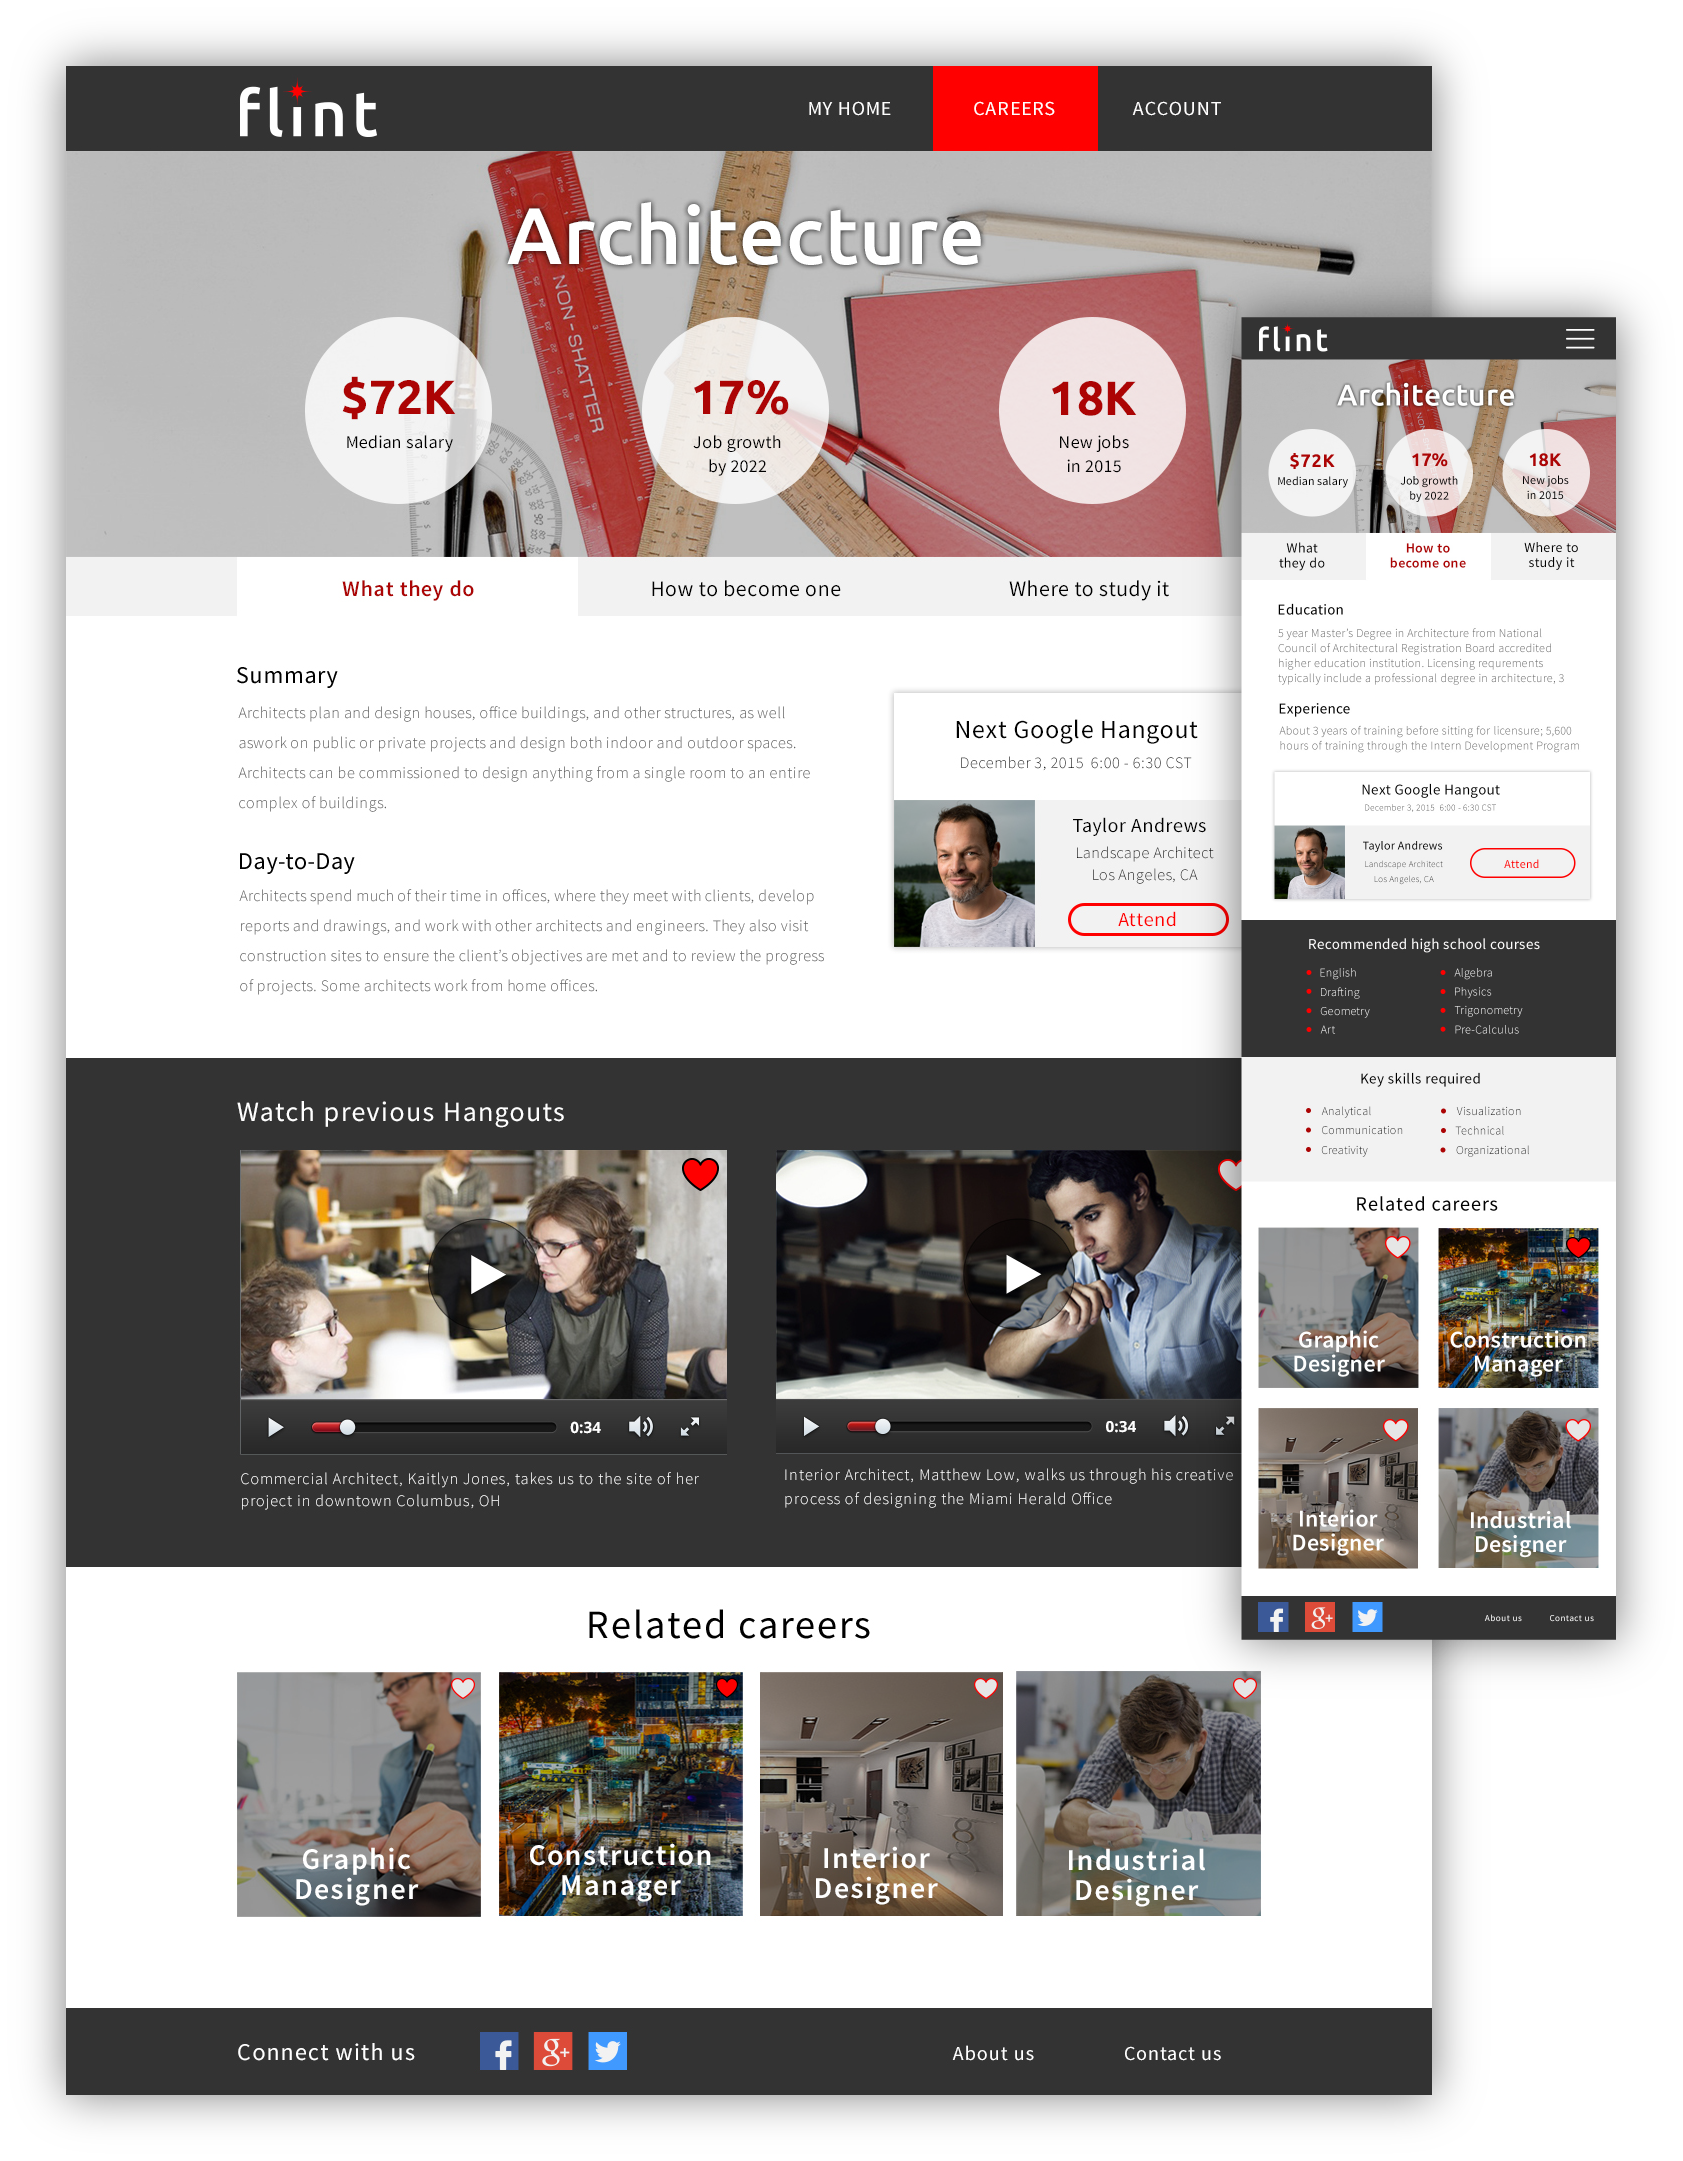 flint
MY HOME
CAREERS
ACCOUNT
Architecture
NON-SHATTER
CASTELL
$72K
Median salary
17%
Job growth
by 2022
18K
New jobs
in 2015
What they do
How to become one
Where to study it
Summary
Architects plan and design houses, office buildings, and other structures, as well
aswork on public or private projects and design both indoor and outdoor spaces.
Architects can be commissioned to design anything from a single room to an entire
complex of buildings.
Day-to-Day
Architects spend much of their time in offices, where they meet with clients, develop
reports and drawings, and work with other architects and engineers. They also visit
construction sites to ensure the client's objectives are met and to review the progress
of projects. Some architects work from home offices.
Next Google Hangout
December 3, 2015 6:00 - 6:30 CST
Taylor Andrews
Landscape Architect
Los Angeles, CA
Attend
Watch previous Hangouts
0:34
0:34
Commercial Architect, Kaitlyn Jones, takes us to the site of her
project in downtown Columbus, OH
Interior Architect, Matthew Low, walks us through his creative
process of designing the Miami Herald Office
Related careers
Graphic
Designer
Construction
Manager
Interior
Designer
Industrial
Designer
Connect with us
f
g+
About us
Contact us
flint
Architecture
$72K
Median salary
17%
Job growth
by 2022
18K
New jobs
in 2015
What
they do
How to
become one
Where to
study it
Education
5 year Master's Degree in Architecture from National
Council of Architectural Registration Board accredited
higher education institution. Licensing requrements
typically include a professional degree in architecture, 3
Experience
About 3 years of training before sitting for licensure; 5,600
hours of training through the Intern Development Program
Next Google Hangout
December 3, 2015 6:00 - 6:30 CST
Taylor Andrews
Landscape Architect
Los Angeles, CA
Attend
Recommended high school courses
English
Drafting
Geometry
Art
Algebra
Physics
Trigonometry
Pre-Calculus
Key skills required
Analytical
Communication
Creativity
Visualization
Technical
Organizational
Related careers
Graphic
Designer
Construction
Manager
Interior
Designer
Industrial
Designer
f
g+
About us
Contact us